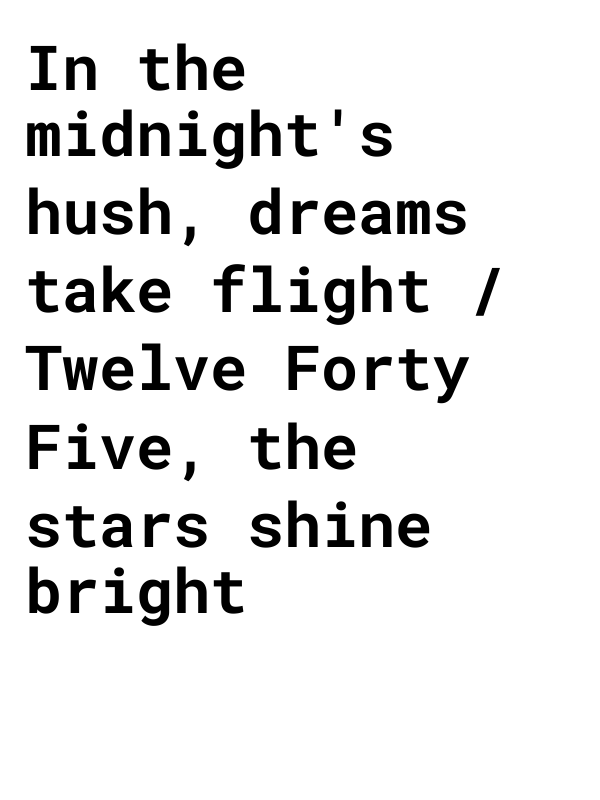 In the
midnight's
hush, dreams
take flight /
Twelve Forty
Five, the
stars shine
bright